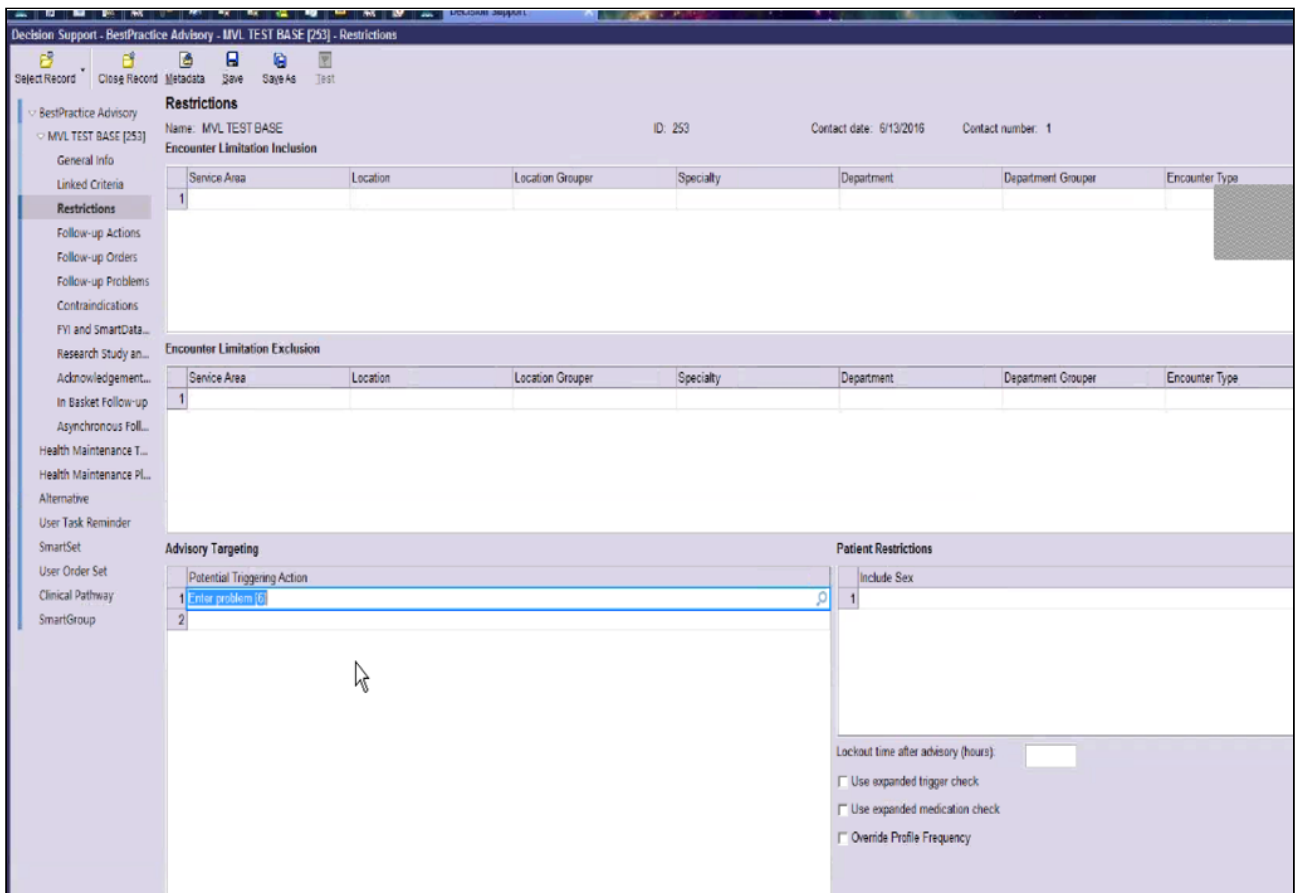 Decision Support
Decision Support - BestPractice Advisory - MVL TEST BASE [253] - Restrictions
Select Record Close Record Metadata Save Save As Test
BestPractice Advisory
MVL TEST BASE [253]
General Info
Linked Criteria
Restrictions
Follow-up Actions
Follow-up Orders
Follow-up Problems
Contraindications
FYI and SmartData...
Research Study an...
Acknowledgement...
In Basket Follow-up
Asynchronous Foll...
Health Maintenance T...
Health Maintenance Pl...
Alternative
User Task Reminder
SmartSet
User Order Set
Clinical Pathway
SmartGroup
Restrictions
Name: MVL TEST BASE ID: 253 Contact date: 6/13/2016 Contact number: 1
Encounter Limitation Inclusion
Service Area Location Location Grouper Specialty Department Department Grouper Encounter Type
1
Encounter Limitation Exclusion
Service Area Location Location Grouper Specialty Department Department Grouper Encounter Type
1
Advisory Targeting
Potential Triggering Action
1 Enter problem [6]
2
Patient Restrictions
Include Sex
1
Lockout time after advisory (hours):
Use expanded trigger check
Use expanded medication check
Override Profile Frequency